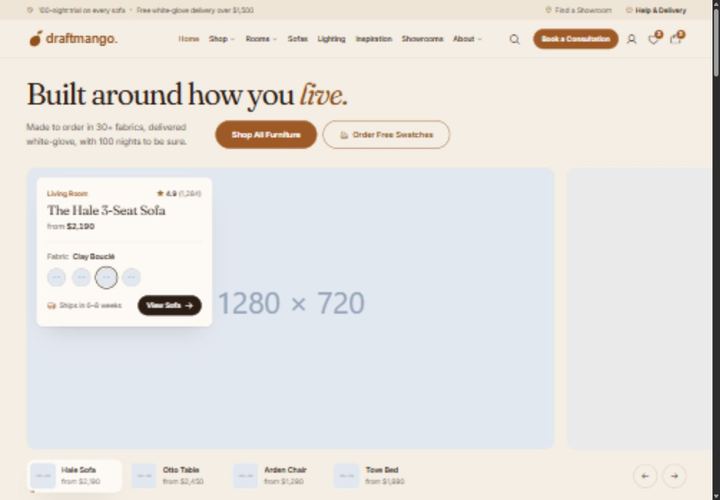 100-night trial on every sofa • Free white-glove delivery over $1,500
Find a Showroom
Help & Delivery
draftmango.
Home Shop Rooms Sofas Lighting Inspiration Showrooms About
Book a Consultation
Built around how you live.
Made to order in 30+ fabrics, delivered
white-glove, with 100 nights to be sure.
Shop All Furniture
Order Free Swatches
Living Room
4.9 (1,284)
The Hale 3-Seat Sofa
from $2,190
Fabric Clay Bouclé
Ships in 6–8 weeks
View Sofa →
1280 × 720
Hale Sofa
from $2,190
Otto Table
from $2,450
Arden Chair
from $1,290
Tove Bed
from $1,890